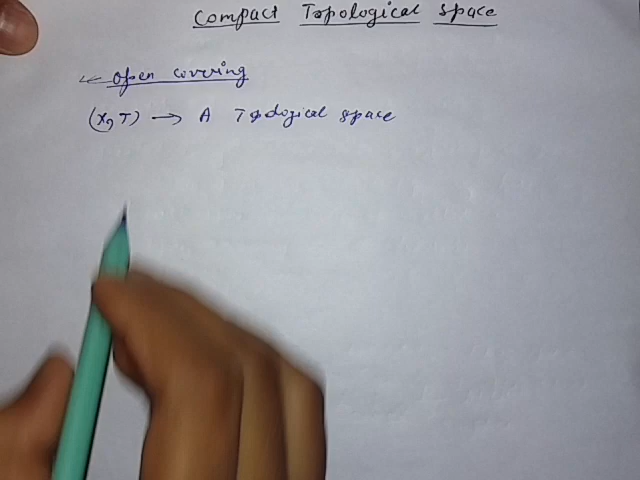 Compact Topological space
open covering
(X, T) → A Topological space